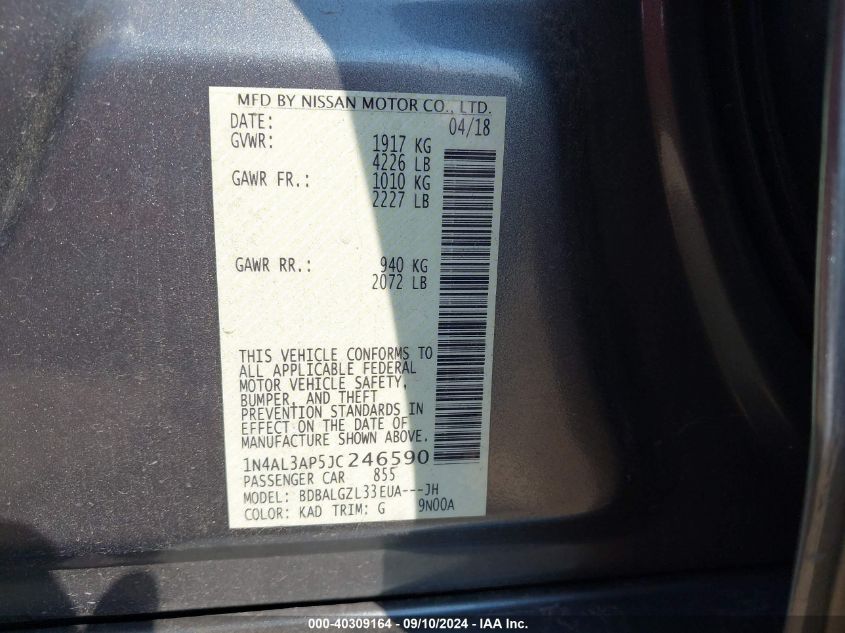 MFD BY NISSAN MOTOR CO., LTD.
DATE: 04/18
GVWR: 1917 KG
4226 LB
GAWR FR.: 1010 KG
2227 LB
GAWR RR.: 940 KG
2072 LB
THIS VEHICLE CONFORMS TO
ALL APPLICABLE FEDERAL
MOTOR VEHICLE SAFETY,
BUMPER, AND THEFT
PREVENTION STANDARDS IN
EFFECT ON THE DATE OF
MANUFACTURE SHOWN ABOVE.
1N4AL3AP5JC246590
PASSENGER CAR 855
MODEL: BDBALGZL33EUA---JH
COLOR: KAD TRIM: G 9N00A
000-40309164 - 09/10/2024 - IAA Inc.